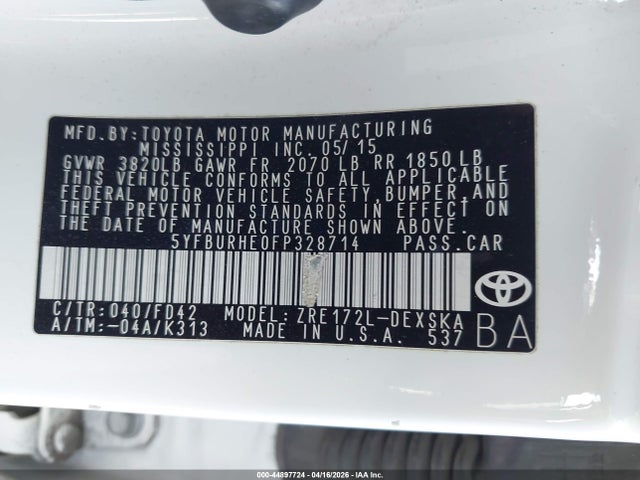 MFD.BY:TOYOTA MOTOR MANUFACTURING
MISSISSIPPI INC. 05/15
GVWR 3820LB GAWR FR 2070 LB RR 1850 LB
THIS VEHICLE CONFORMS TO ALL APPLICABLE
FEDERAL MOTOR VEHICLE SAFETY, BUMPER, AND
THEFT PREVENTION STANDARDS IN EFFECT ON
THE DATE OF MANUFACTURE SHOWN ABOVE.
5YFBURHE0FP328714 PASS.CAR
C/TR: 040/FD42 MODEL: ZRE172L-DEXSKA
A/TM: -04A/K313 MADE IN U.S.A. 537
BA
000-44897724 - 04/16/2026 - IAA Inc.